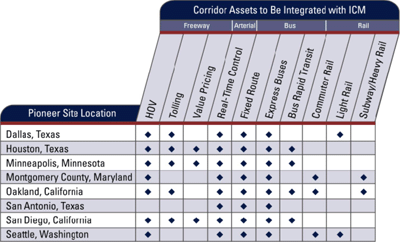 Corridor Assets to Be Integrated with ICM
Freeway Arterial Bus Rail
Pioneer Site Location HOV Tolling Value Pricing Real-Time Control Fixed Route Express Buses Bus Rapid Transit Commuter Rail Light Rail Subway/Heavy Rail
Dallas, Texas
Houston, Texas
Minneapolis, Minnesota
Montgomery County, Maryland
Oakland, California
San Antonio, Texas
San Diego, California
Seattle, Washington